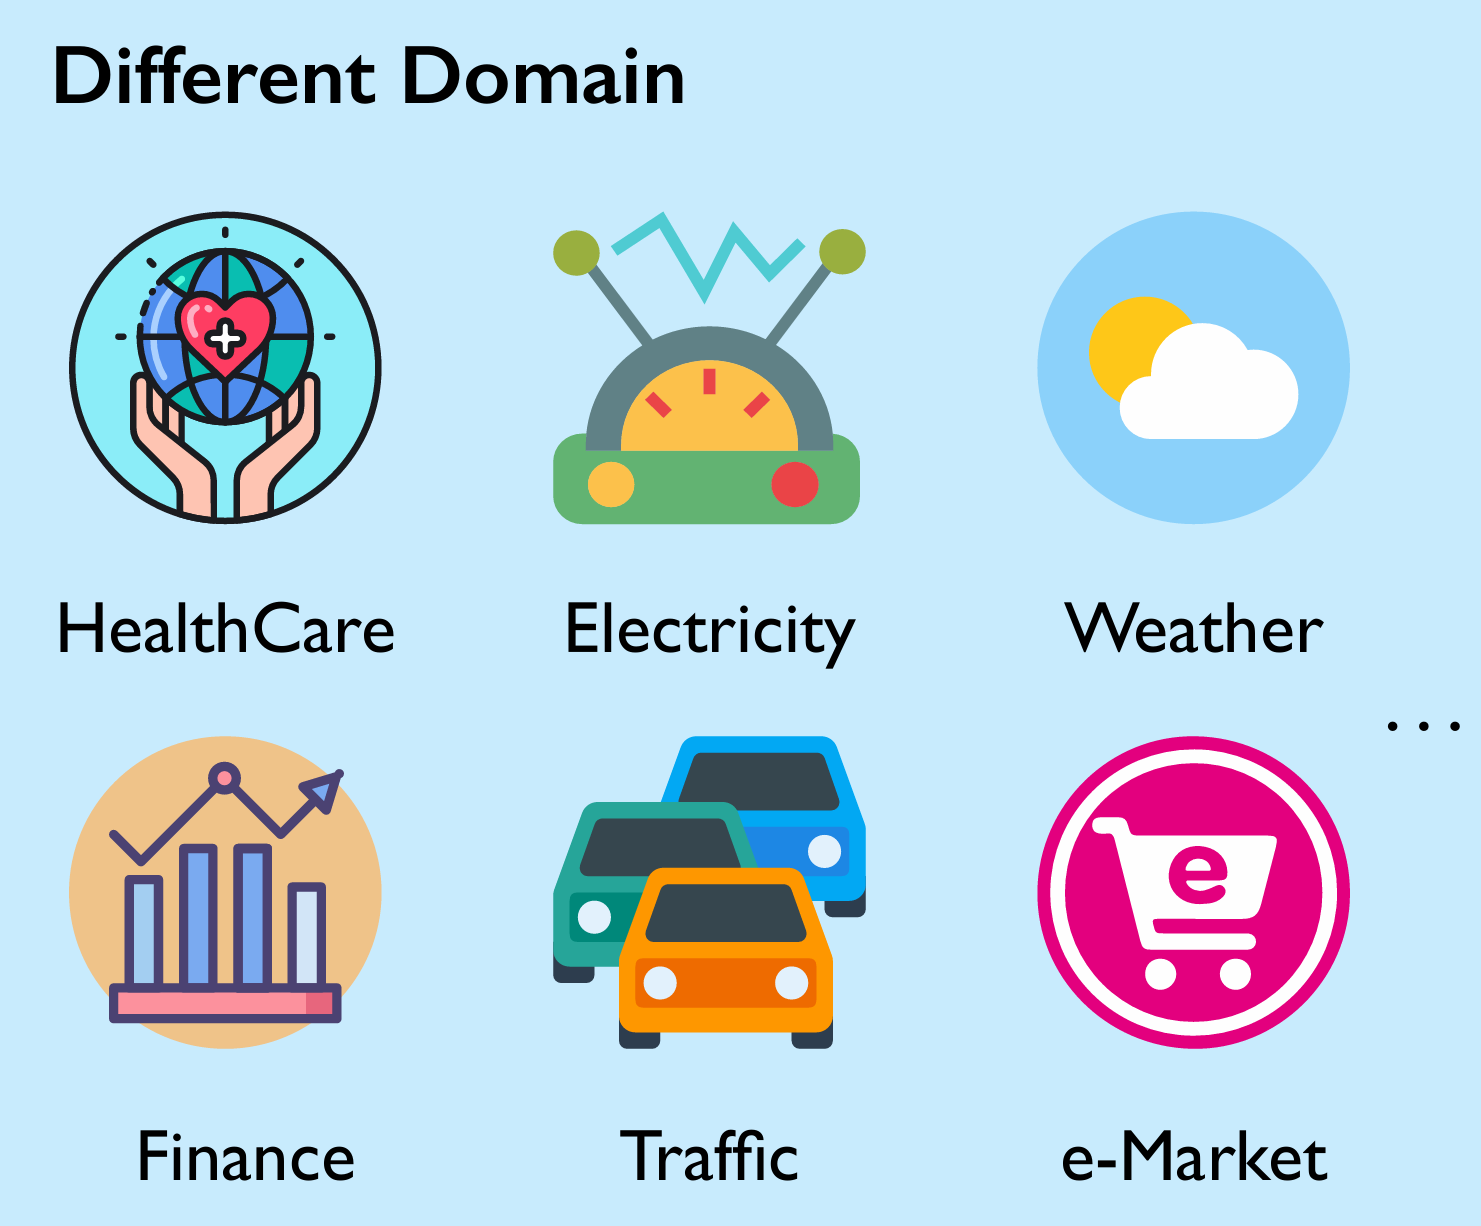 Different Domain
HealthCare
Electricity
Weather
...
e
Finance
Traffic
e-Market